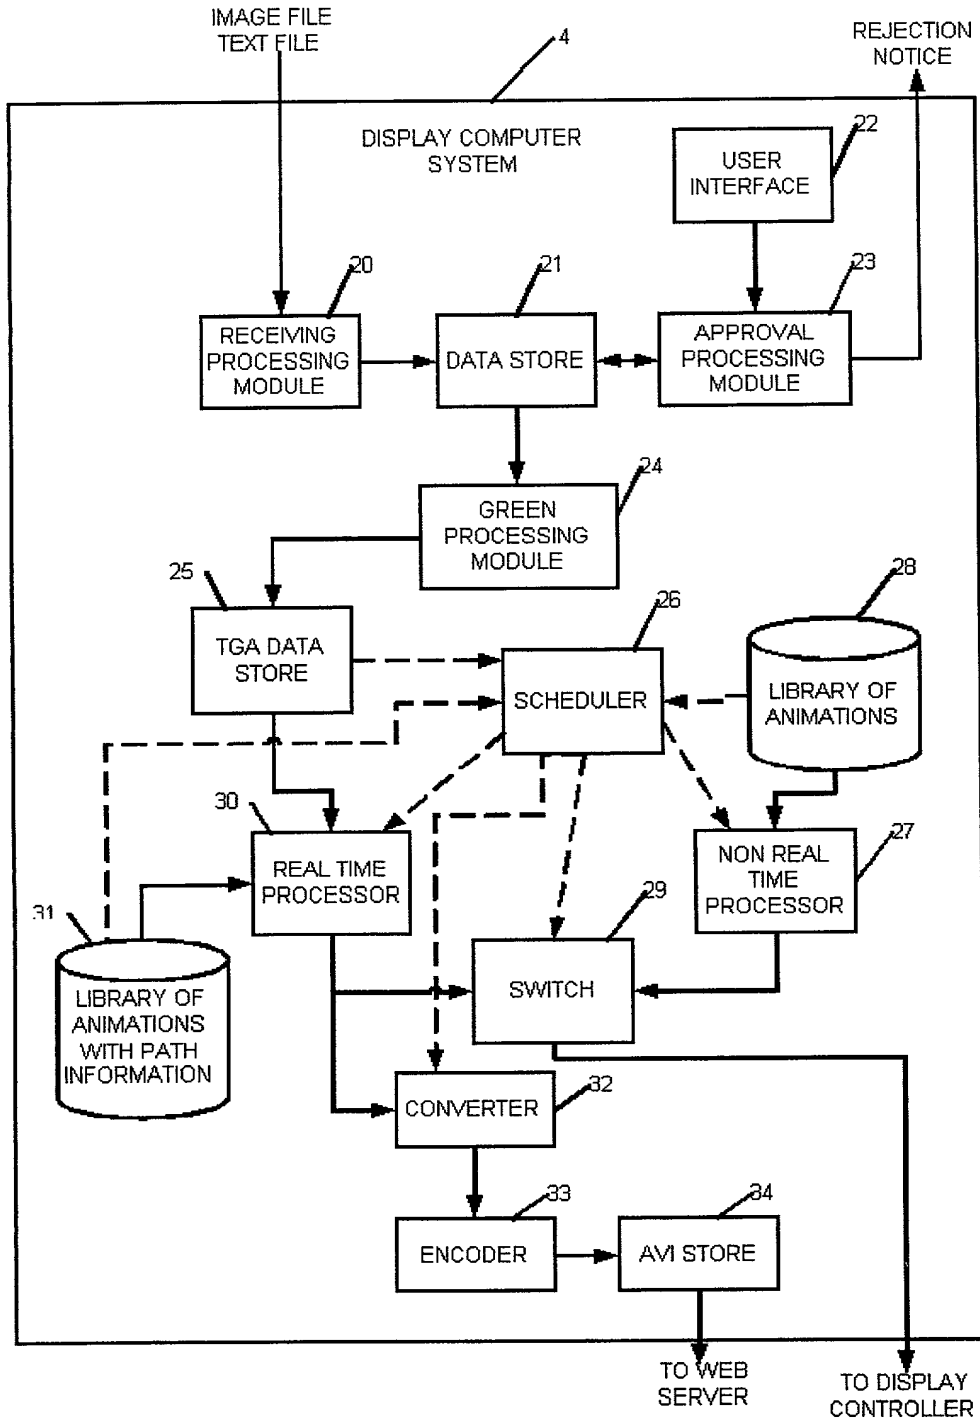 IMAGE FILE
TEXT FILE
4
REJECTION
NOTICE
DISPLAY COMPUTER
SYSTEM
22
USER
INTERFACE
20
21
23
RECEIVING
PROCESSING
MODULE
DATA STORE
APPROVAL
PROCESSING
MODULE
24
GREEN
PROCESSING
MODULE
25
26
28
TGA DATA
STORE
SCHEDULER
LIBRARY OF
ANIMATIONS
30
27
REAL TIME
PROCESSOR
NON REAL
TIME
PROCESSOR
31
29
LIBRARY OF
ANIMATIONS
WITH PATH
INFORMATION
SWITCH
32
CONVERTER
33
34
ENCODER
AVI STORE
TO WEB
SERVER
TO DISPLAY
CONTROLLER